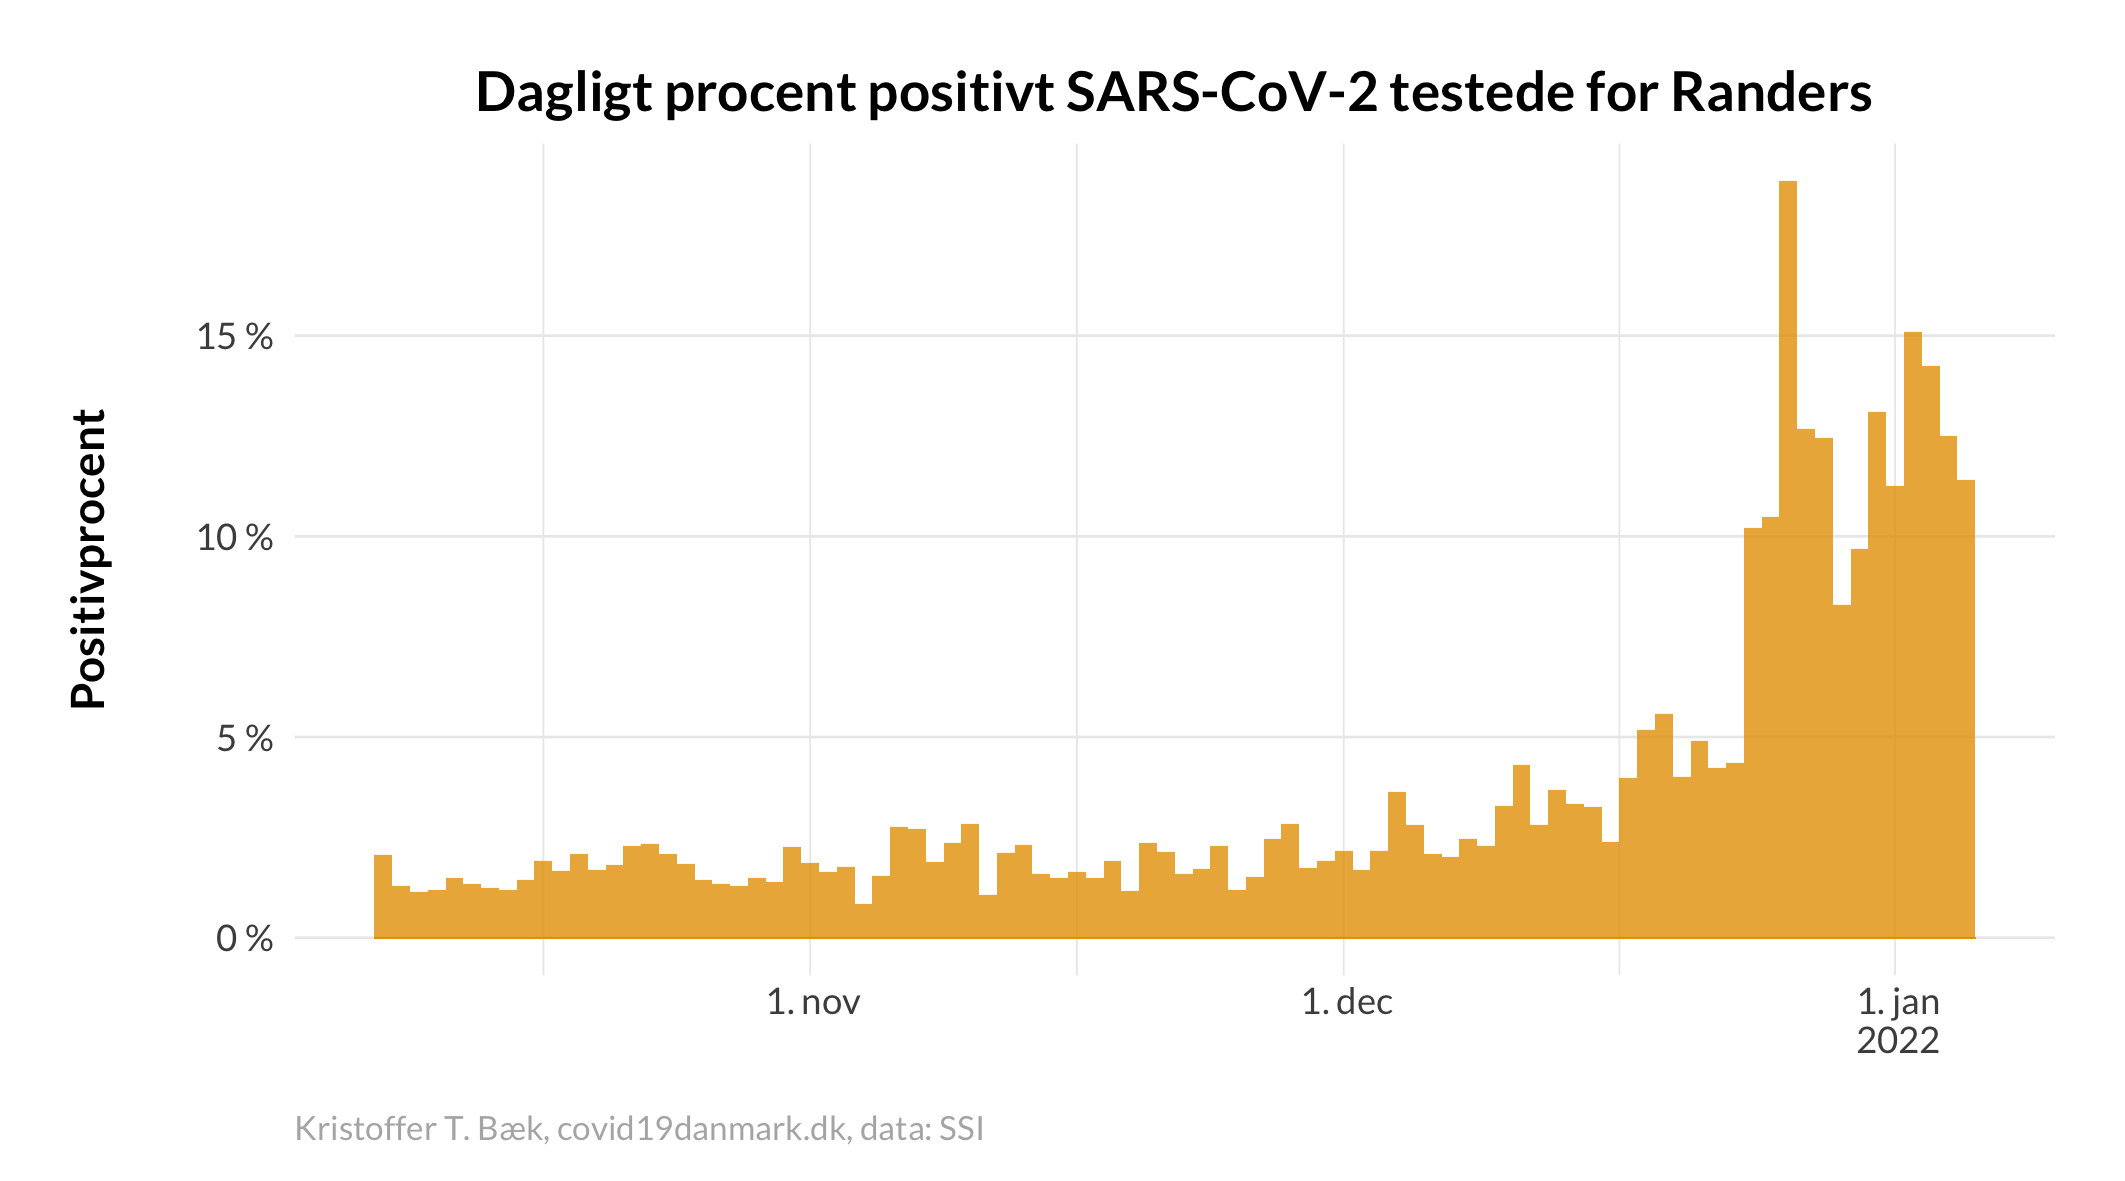 Dagligt procent positivt SARS-CoV-2 testede for Randers
Positivprocent
15 %
10 %
5 %
0 %
1. nov
1. dec
1. jan
2022
Kristoffer T. Bæk, covid19danmark.dk, data: SSI